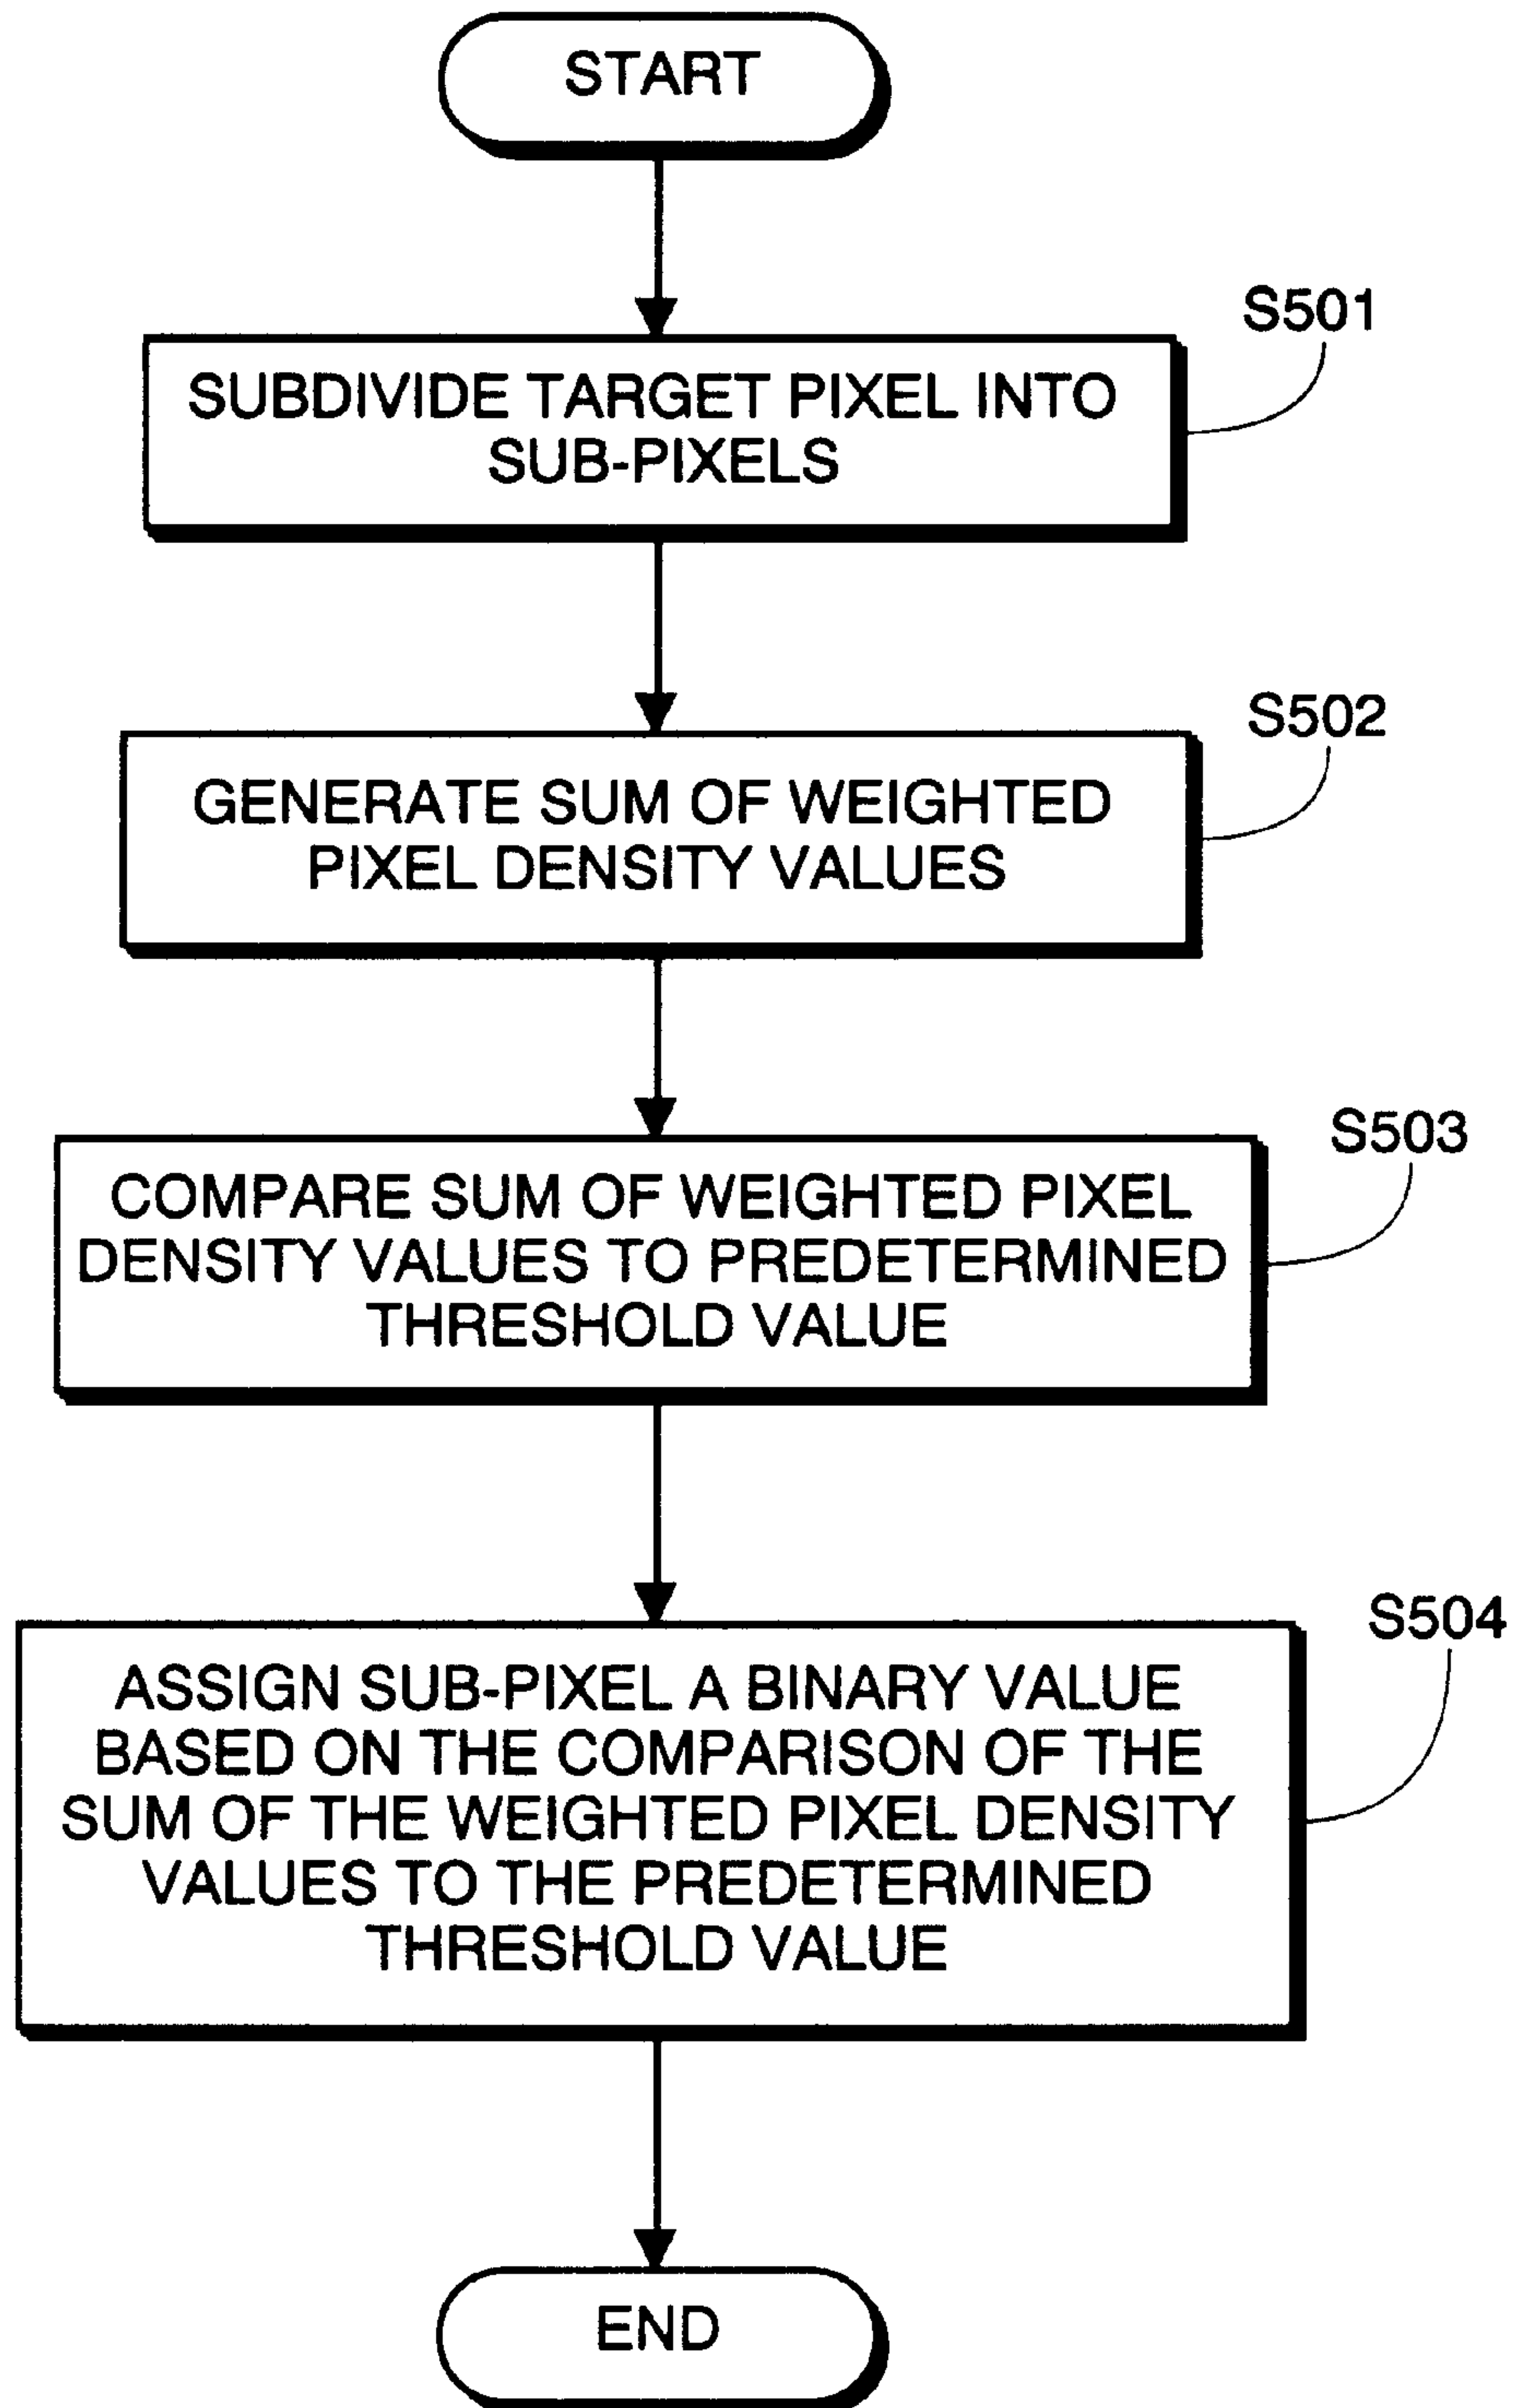 START
S501
SUBDIVIDE TARGET PIXEL INTO
SUB-PIXELS
S502
GENERATE SUM OF WEIGHTED
PIXEL DENSITY VALUES
S503
COMPARE SUM OF WEIGHTED PIXEL
DENSITY VALUES TO PREDETERMINED
THRESHOLD VALUE
S504
ASSIGN SUB-PIXEL A BINARY VALUE
BASED ON THE COMPARISON OF THE
SUM OF THE WEIGHTED PIXEL DENSITY
VALUES TO THE PREDETERMINED
THRESHOLD VALUE
END